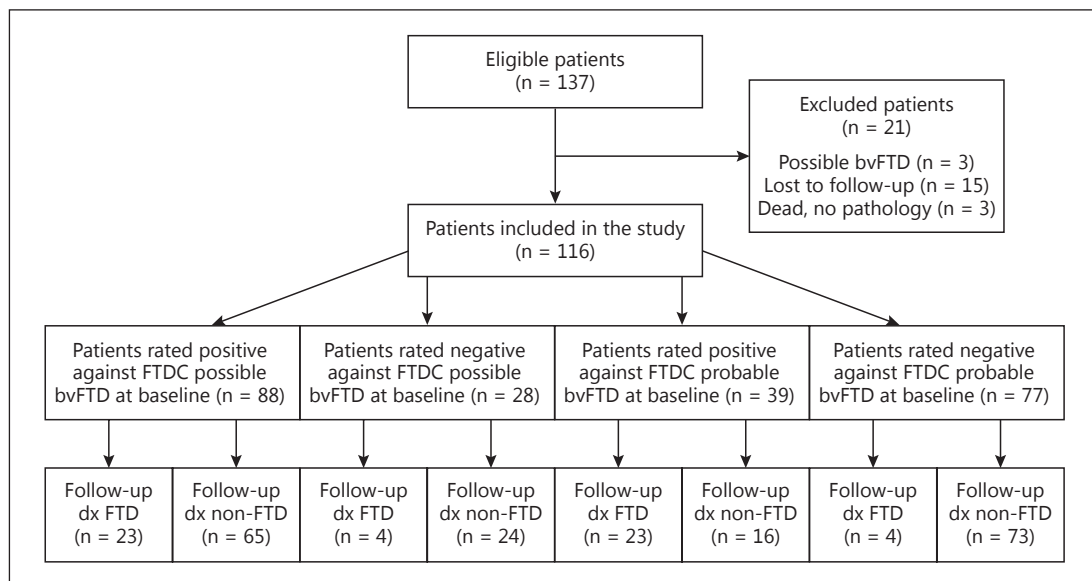 Eligible patients
(n = 137)
Excluded patients
(n = 21)
Possible bvFTD (n = 3)
Lost to follow-up (n = 15)
Dead, no pathology (n = 3)
Patients included in the study
(n = 116)
Patients rated positive
against FTDC possible
bvFTD at baseline (n = 88)
Patients rated negative
against FTDC possible
bvFTD at baseline (n = 28)
Patients rated positive
against FTDC probable
bvFTD at baseline (n = 39)
Patients rated negative
against FTDC probable
bvFTD at baseline (n = 77)
Follow-up
dx FTD
(n = 23)
Follow-up
dx non-FTD
(n = 65)
Follow-up
dx FTD
(n = 4)
Follow-up
dx non-FTD
(n = 24)
Follow-up
dx FTD
(n = 23)
Follow-up
dx non-FTD
(n = 16)
Follow-up
dx FTD
(n = 4)
Follow-up
dx non-FTD
(n = 73)